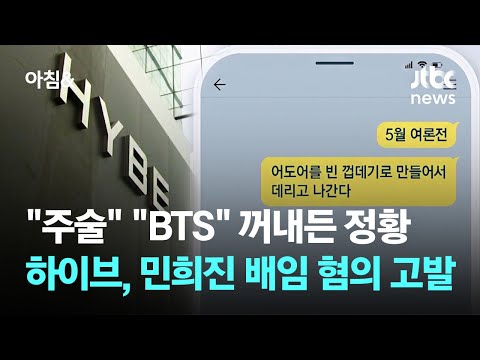 아침&
HYBE
jtbc
news
5월 여론전
어도어를 빈 껍데기로 만들어서
데리고 나간다
"주술" "BTS" 꺼내든 정황
하이브, 민희진 배임 혐의 고발